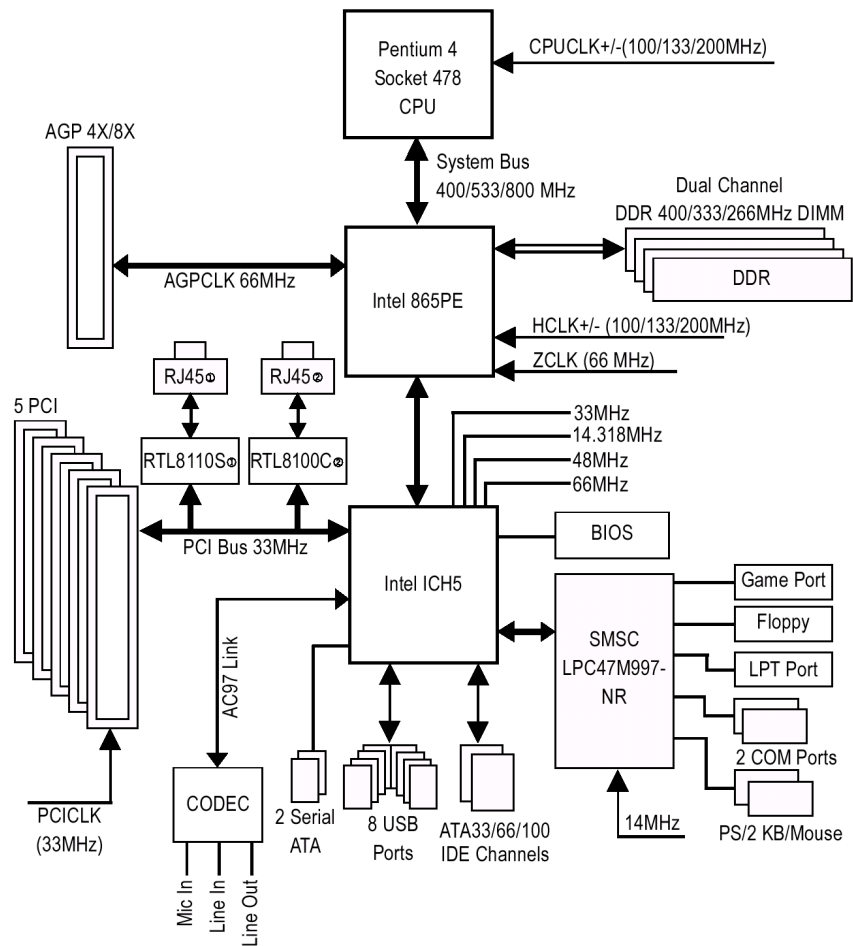 Pentium 4
Socket 478
CPU
CPUCLK+/-(100/133/200MHz)
AGP 4X/8X
System Bus
400/533/800 MHz
Dual Channel
DDR 400/333/266MHz DIMM
DDR
AGPCLK 66MHz
Intel 865PE
HCLK+/- (100/133/200MHz)
ZCLK (66 MHz)
RJ45①
RJ45②
5 PCI
33MHz
14.318MHz
48MHz
66MHz
RTL8110S①
RTL8100C②
PCI Bus 33MHz
BIOS
Intel ICH5
Game Port
Floppy
SMSC
LPC47M997-
NR
LPT Port
AC97 Link
2 COM Ports
CODEC
PCICLK
(33MHz)
2 Serial
ATA
8 USB
Ports
ATA33/66/100
IDE Channels
14MHz
PS/2 KB/Mouse
Mic In
Line In
Line Out